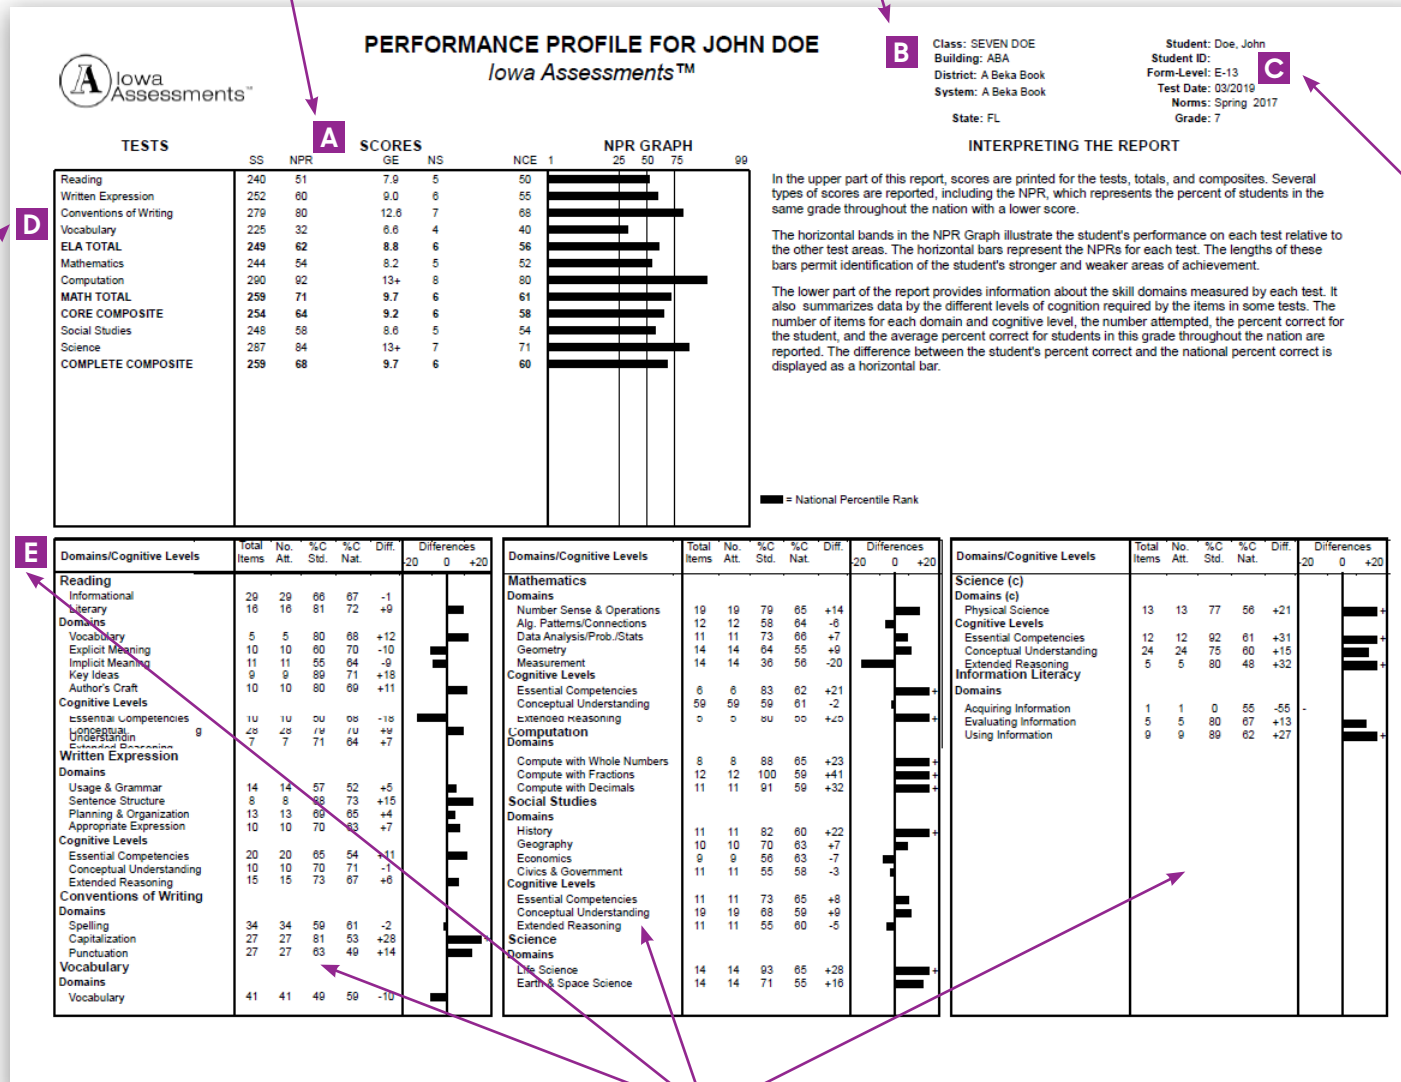 PERFORMANCE PROFILE FOR JOHN DOE
Iowa Assessments™
A Iowa Assessments™
B
Class: SEVEN DOE
Building: ABA
District: A Beka Book
System: A Beka Book
State: FL
Student: Doe, John
Student ID:
Form-Level: E-13
Test Date: 03/2019
Norms: Spring 2017
Grade: 7
C
A
TESTS SCORES NPR GRAPH
SS NPR GE NS NCE 1 25 50 75 99
D
Reading 240 51 7.9 5 50
Written Expression 252 60 9.0 6 55
Conventions of Writing 279 80 12.6 7 68
Vocabulary 225 32 6.6 4 40
ELA TOTAL 249 62 8.8 6 56
Mathematics 244 54 8.2 5 52
Computation 290 92 13+ 8 80
MATH TOTAL 259 71 9.7 6 61
CORE COMPOSITE 254 64 9.2 6 58
Social Studies 248 58 8.6 5 54
Science 287 84 13+ 7 71
COMPLETE COMPOSITE 259 68 9.7 6 60
INTERPRETING THE REPORT
In the upper part of this report, scores are printed for the tests, totals, and composites. Several
types of scores are reported, including the NPR, which represents the percent of students in the
same grade throughout the nation with a lower score.
The horizontal bands in the NPR Graph illustrate the student's performance on each test relative to
the other test areas. The horizontal bars represent the NPRs for each test. The lengths of these
bars permit identification of the student's stronger and weaker areas of achievement.
The lower part of the report provides information about the skill domains measured by each test. It
also summarizes data by the different levels of cognition required by the items in some tests. The
number of items for each domain and cognitive level, the number attempted, the percent correct for
the student, and the average percent correct for students in this grade throughout the nation are
reported. The difference between the student's percent correct and the national percent correct is
displayed as a horizontal bar.
= National Percentile Rank
E
Domains/Cognitive Levels Total Items No. Att. %C Std. %C Nat. Diff. Differences -20 0 +20
Reading
Informational 29 29 66 67 -1
Literary 16 16 81 72 +9
Domains
Vocabulary 5 5 80 68 +12
Explicit Meaning 10 10 60 70 -10
Implicit Meaning 11 11 55 64 -9
Key Ideas 9 9 89 71 +18
Author's Craft 10 10 80 69 +11
Cognitive Levels
Essential Competencies 10 10 50 68 -18
Conceptual Understanding 28 28 79 70 +9
Extended Reasoning 7 7 71 64 +7
Written Expression
Domains
Usage & Grammar 14 14 57 52 +5
Sentence Structure 8 8 88 73 +15
Planning & Organization 13 13 69 65 +4
Appropriate Expression 10 10 70 63 +7
Cognitive Levels
Essential Competencies 20 20 65 54 +11
Conceptual Understanding 10 10 70 71 -1
Extended Reasoning 15 15 73 67 +6
Conventions of Writing
Domains
Spelling 34 34 59 61 -2
Capitalization 27 27 81 53 +28
Punctuation 27 27 63 49 +14
Vocabulary
Domains
Vocabulary 41 41 49 59 -10
Domains/Cognitive Levels Total Items No. Att. %C Std. %C Nat. Diff. Differences -20 0 +20
Mathematics
Domains
Number Sense & Operations 19 19 79 65 +14
Alg. Patterns/Connections 12 12 58 64 -6
Data Analysis/Prob./Stats 11 11 73 66 +7
Geometry 14 14 64 55 +9
Measurement 14 14 36 56 -20
Cognitive Levels
Essential Competencies 6 6 83 62 +21 +
Conceptual Understanding 59 59 59 61 -2
Extended Reasoning 5 5 80 55 +25 +
Computation
Domains
Compute with Whole Numbers 8 8 88 65 +23 +
Compute with Fractions 12 12 100 59 +41 +
Compute with Decimals 11 11 91 59 +32 +
Social Studies
Domains
History 11 11 82 60 +22 +
Geography 10 10 70 63 +7
Economics 9 9 56 63 -7
Civics & Government 11 11 55 58 -3
Cognitive Levels
Essential Competencies 11 11 73 65 +8
Conceptual Understanding 19 19 68 59 +9
Extended Reasoning 11 11 55 60 -5
Science
Domains
Life Science 14 14 93 65 +28 +
Earth & Space Science 14 14 71 55 +16
Domains/Cognitive Levels Total Items No. Att. %C Std. %C Nat. Diff. Differences -20 0 +20
Science (c)
Domains (c)
Physical Science 13 13 77 56 +21 +
Cognitive Levels
Essential Competencies 12 12 92 61 +31 +
Conceptual Understanding 24 24 75 60 +15
Extended Reasoning 5 5 80 48 +32 +
Information Literacy
Domains
Acquiring Information 1 1 0 55 -55 -
Evaluating Information 5 5 80 67 +13
Using Information 9 9 89 62 +27 +